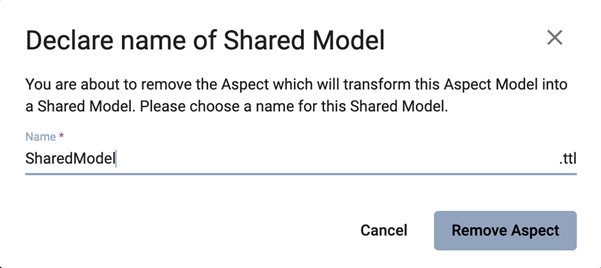 Declare name of Shared Model
You are about to remove the Aspect which will transform this Aspect Model into
a Shared Model. Please choose a name for this Shared Model.
Name *
SharedModel .ttl
Cancel Remove Aspect